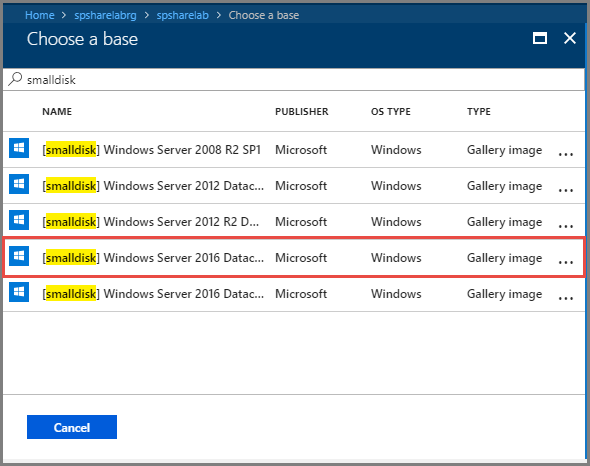 Home > spsharelabrg > spsharelab > Choose a base
Choose a base
smalldisk
NAME PUBLISHER OS TYPE TYPE
[smalldisk] Windows Server 2008 R2 SP1 Microsoft Windows Gallery image ...
[smalldisk] Windows Server 2012 Datac... Microsoft Windows Gallery image ...
[smalldisk] Windows Server 2012 R2 D... Microsoft Windows Gallery image ...
[smalldisk] Windows Server 2016 Datac... Microsoft Windows Gallery image ...
[smalldisk] Windows Server 2016 Datac... Microsoft Windows Gallery image ...
Cancel